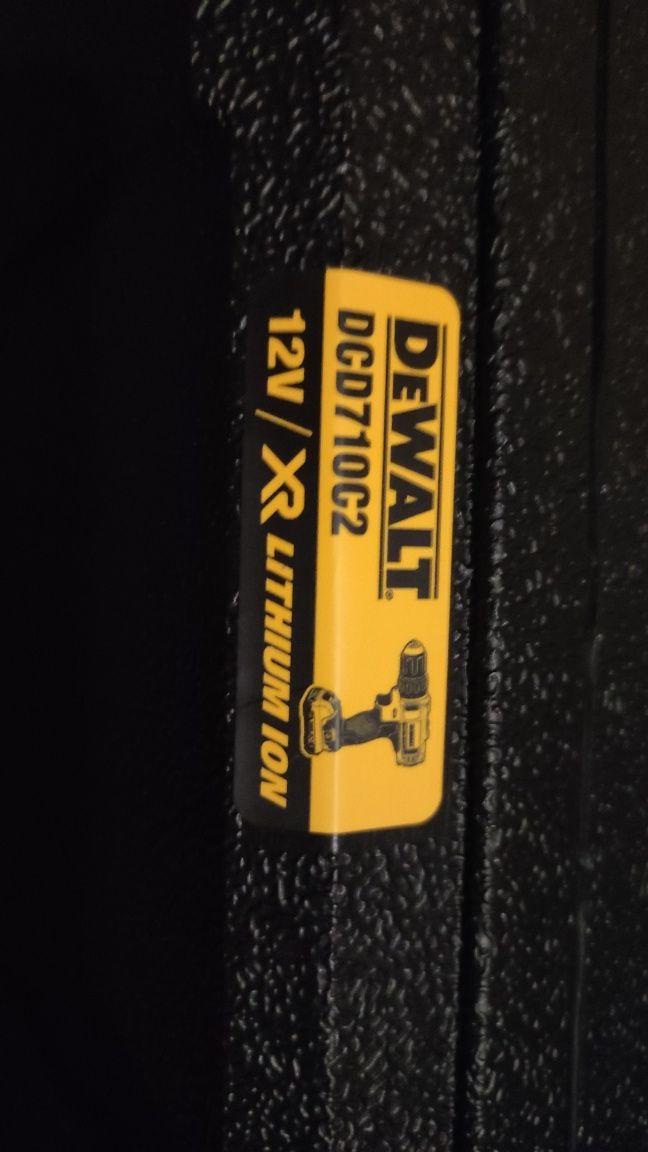 DEWALT®
DCD710C2
12V / XR LITHIUM ION